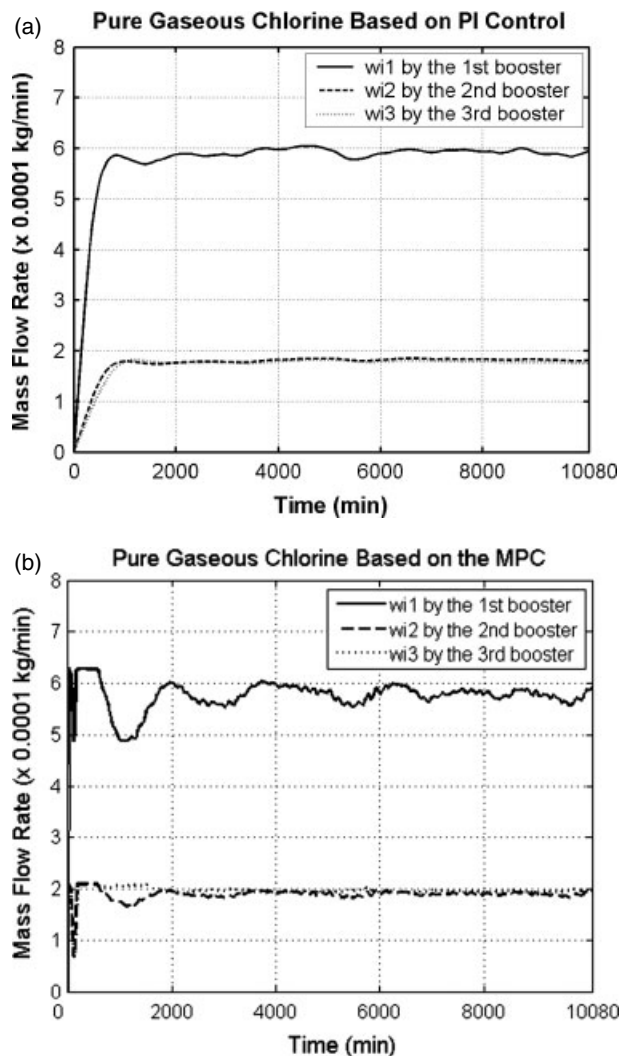 (a)
Pure Gaseous Chlorine Based on PI Control
Mass Flow Rate (x 0.0001 kg/min)
8
7
6
5
4
3
2
1
0
wi1 by the 1st booster
wi2 by the 2nd booster
wi3 by the 3rd booster
0 2000 4000 6000 8000 10080
Time (min)
(b)
Pure Gaseous Chlorine Based on the MPC
Mass Flow Rate (x 0.0001 kg/min)
8
7
6
5
4
3
2
1
0
wi1 by the 1st booster
wi2 by the 2nd booster
wi3 by the 3rd booster
0 2000 4000 6000 8000 10080
Time (min)